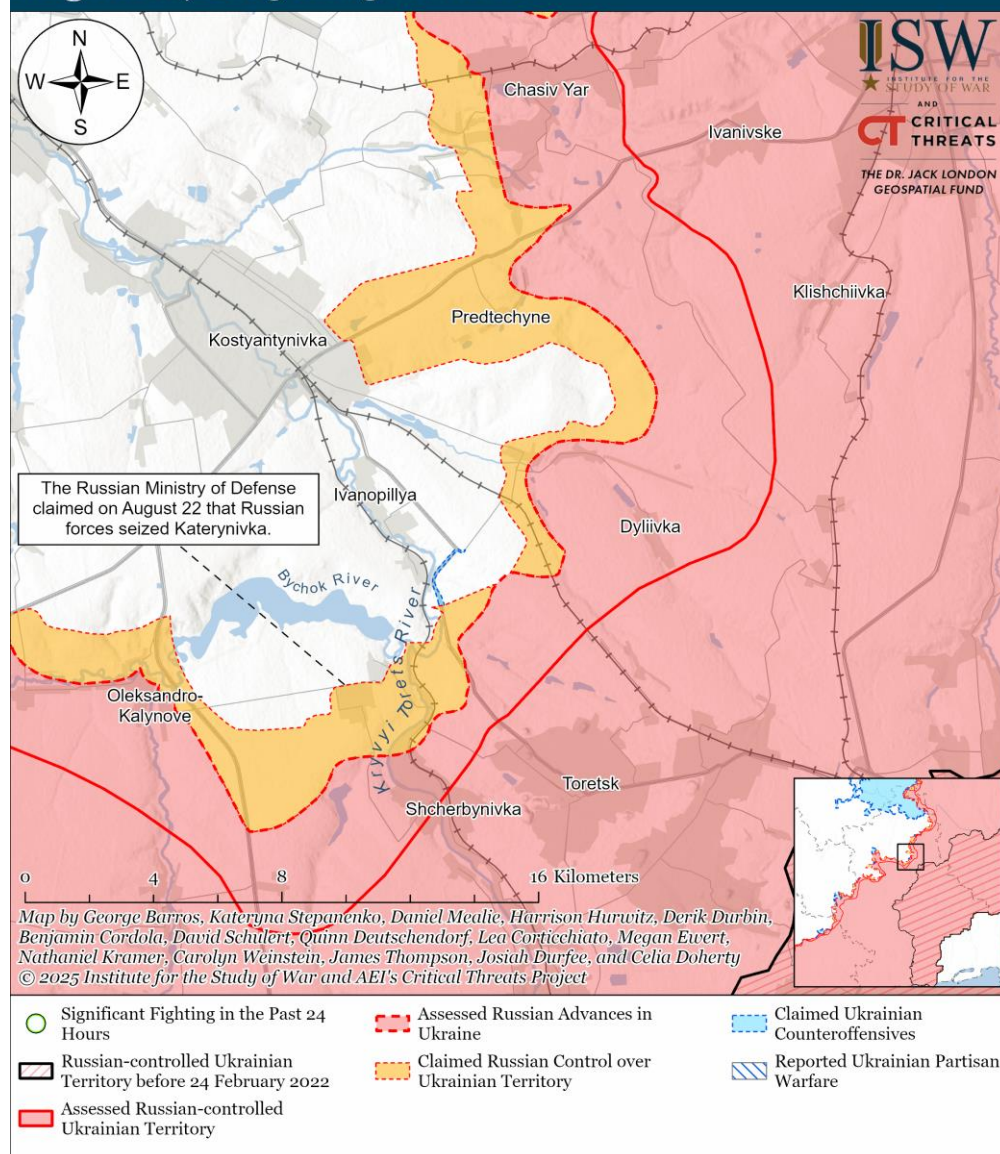 N
W
E
S
ISW
INSTITUTE FOR THE
STUDY OF WAR
AND
CT CRITICAL
THREATS
THE DR. JACK LONDON
GEOSPATIAL FUND
Chasiv Yar
Ivanivske
Klishchiivka
Predtechyne
Kostyantynivka
The Russian Ministry of Defense
claimed on August 22 that Russian
forces seized Katerynivka.
Ivanopillya
Dyliivka
Bychok River
Kryvyi Torets River
Oleksandro-
Kalynove
Toretsk
Shcherbynivka
0 4 8 16 Kilometers
Map by George Barros, Kateryna Stepanenko, Daniel Mealie, Harrison Hurwitz, Derik Durbin,
Benjamin Cordola, David Schulert, Quinn Deutschendorf, Lea Corticchiato, Megan Ewert,
Nathaniel Kramer, Carolyn Weinstein, James Thompson, Josiah Durfee, and Celia Doherty
© 2025 Institute for the Study of War and AEI's Critical Threats Project
Significant Fighting in the Past 24
Hours
Russian-controlled Ukrainian
Territory before 24 February 2022
Assessed Russian-controlled
Ukrainian Territory
Assessed Russian Advances in
Ukraine
Claimed Russian Control over
Ukrainian Territory
Claimed Ukrainian
Counteroffensives
Reported Ukrainian Partisan
Warfare